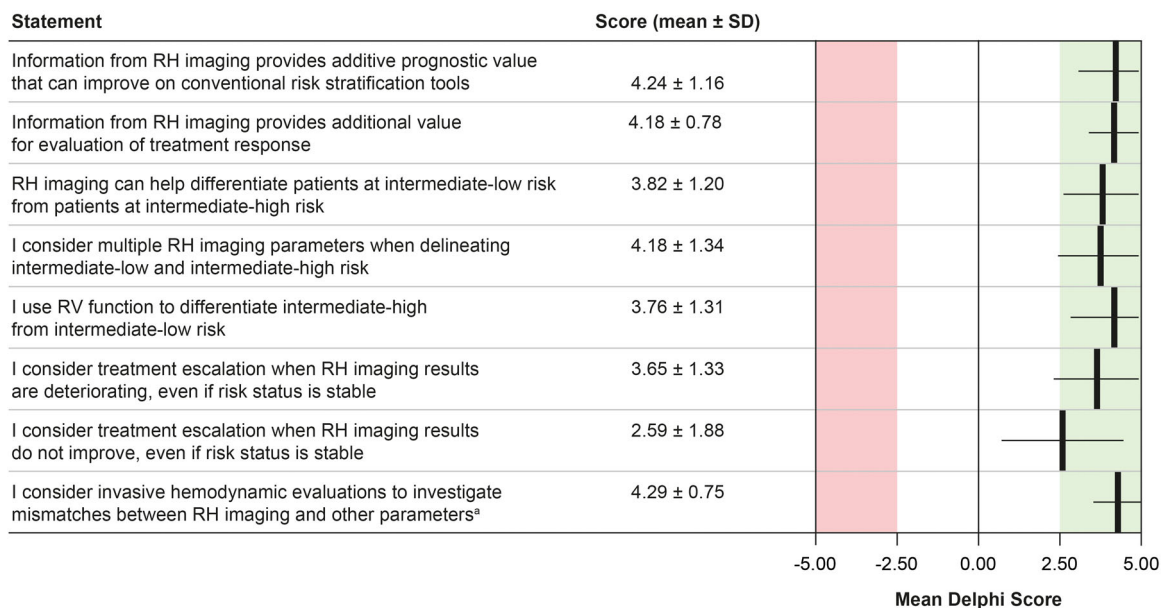 Statement Score (mean ± SD)
Information from RH imaging provides additive prognostic value
that can improve on conventional risk stratification tools 4.24 ± 1.16
Information from RH imaging provides additional value 4.18 ± 0.78
for evaluation of treatment response
RH imaging can help differentiate patients at intermediate-low risk 3.82 ± 1.20
from patients at intermediate-high risk
I consider multiple RH imaging parameters when delineating 4.18 ± 1.34
intermediate-low and intermediate-high risk
I use RV function to differentiate intermediate-high 3.76 ± 1.31
from intermediate-low risk
I consider treatment escalation when RH imaging results 3.65 ± 1.33
are deteriorating, even if risk status is stable
I consider treatment escalation when RH imaging results 2.59 ± 1.88
do not improve, even if risk status is stable
I consider invasive hemodynamic evaluations to investigate 4.29 ± 0.75
mismatches between RH imaging and other parametersᵃ
-5.00 -2.50 0.00 2.50 5.00
Mean Delphi Score